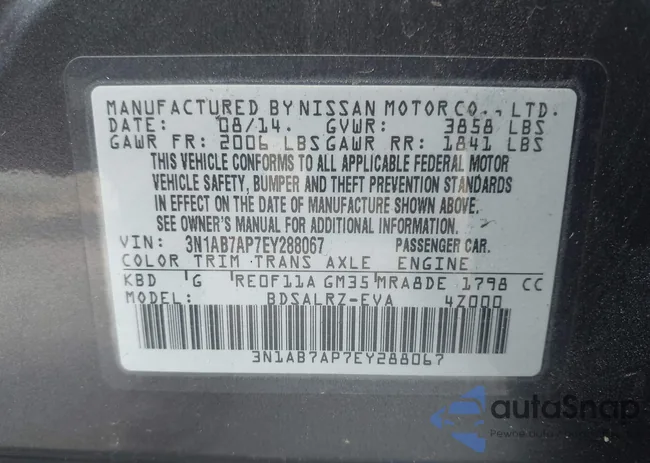 MANUFACTURED BY NISSAN MOTOR CO., LTD.
DATE: 08/14. GVWR: 3858 LBS
GAWR FR: 2006 LBS GAWR RR: 1841 LBS
THIS VEHICLE CONFORMS TO ALL APPLICABLE FEDERAL MOTOR
VEHICLE SAFETY, BUMPER AND THEFT PREVENTION STANDARDS
IN EFFECT ON THE DATE OF MANUFACTURE SHOWN ABOVE.
SEE OWNER'S MANUAL FOR ADDITIONAL INFORMATION.
VIN: 3N1AB7AP7EY288067 PASSENGER CAR.
COLOR TRIM TRANS AXLE ENGINE
KBD G RE0F11A GM35 MRA8DE 1798 CC
MODEL: BDSALRZ-EVA 4Z000
3N1AB7AP7EY288067
autoSnap